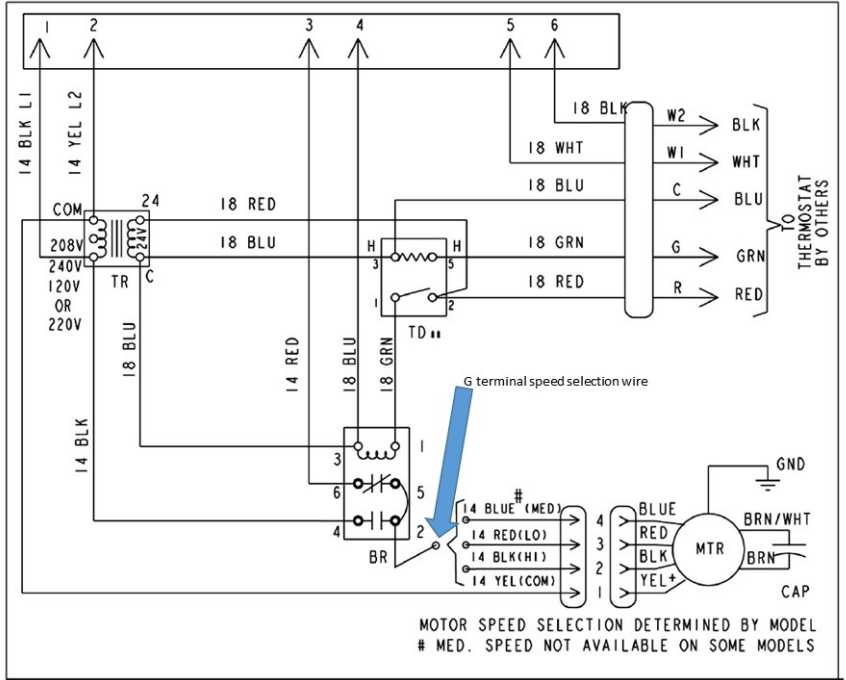 1 2 3 4 5 6
14 BLK L1
14 YEL L2
18 BLK
W2
BLK
18 WHT
W1
WHT
18 BLU
C
BLU
TO
THERMOSTAT
BY OTHERS
COM
24
18 RED
208V
24V
18 BLU
H
H
18 GRN
G
GRN
240V
TR
C
3
5
120V
OR
220V
1
2
18 RED
R
RED
TD
18 BLU
14 RED
18 BLU
18 GRN
G terminal speed selection wire
14 BLK
3
1
6
5
4
2
BR
#
14 BLUE (MED)
14 RED(LO)
14 BLK(HI)
14 YEL(COM)
4
3
2
1
BLUE
RED
BLK
YEL+
MTR
GND
BRN/WHT
BRN
CAP
MOTOR SPEED SELECTION DETERMINED BY MODEL
# MED. SPEED NOT AVAILABLE ON SOME MODELS